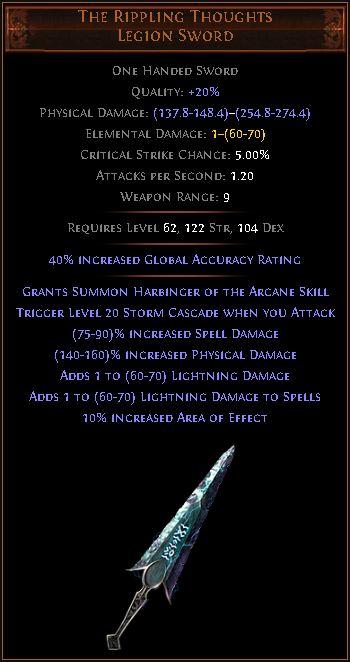 The Rippling Thoughts
Legion Sword
One Handed Sword
Quality: +20%
Physical Damage: (137.8-148.4)–(254.8-274.4)
Elemental Damage: 1–(60-70)
Critical Strike Chance: 5.00%
Attacks per Second: 1.20
Weapon Range: 9
Requires Level 62, 122 Str, 104 Dex
40% increased Global Accuracy Rating
Grants Summon Harbinger of the Arcane Skill
Trigger Level 20 Storm Cascade when you Attack
(75-90)% increased Spell Damage
(140-160)% increased Physical Damage
Adds 1 to (60-70) Lightning Damage
Adds 1 to (60-70) Lightning Damage to Spells
10% increased Area of Effect